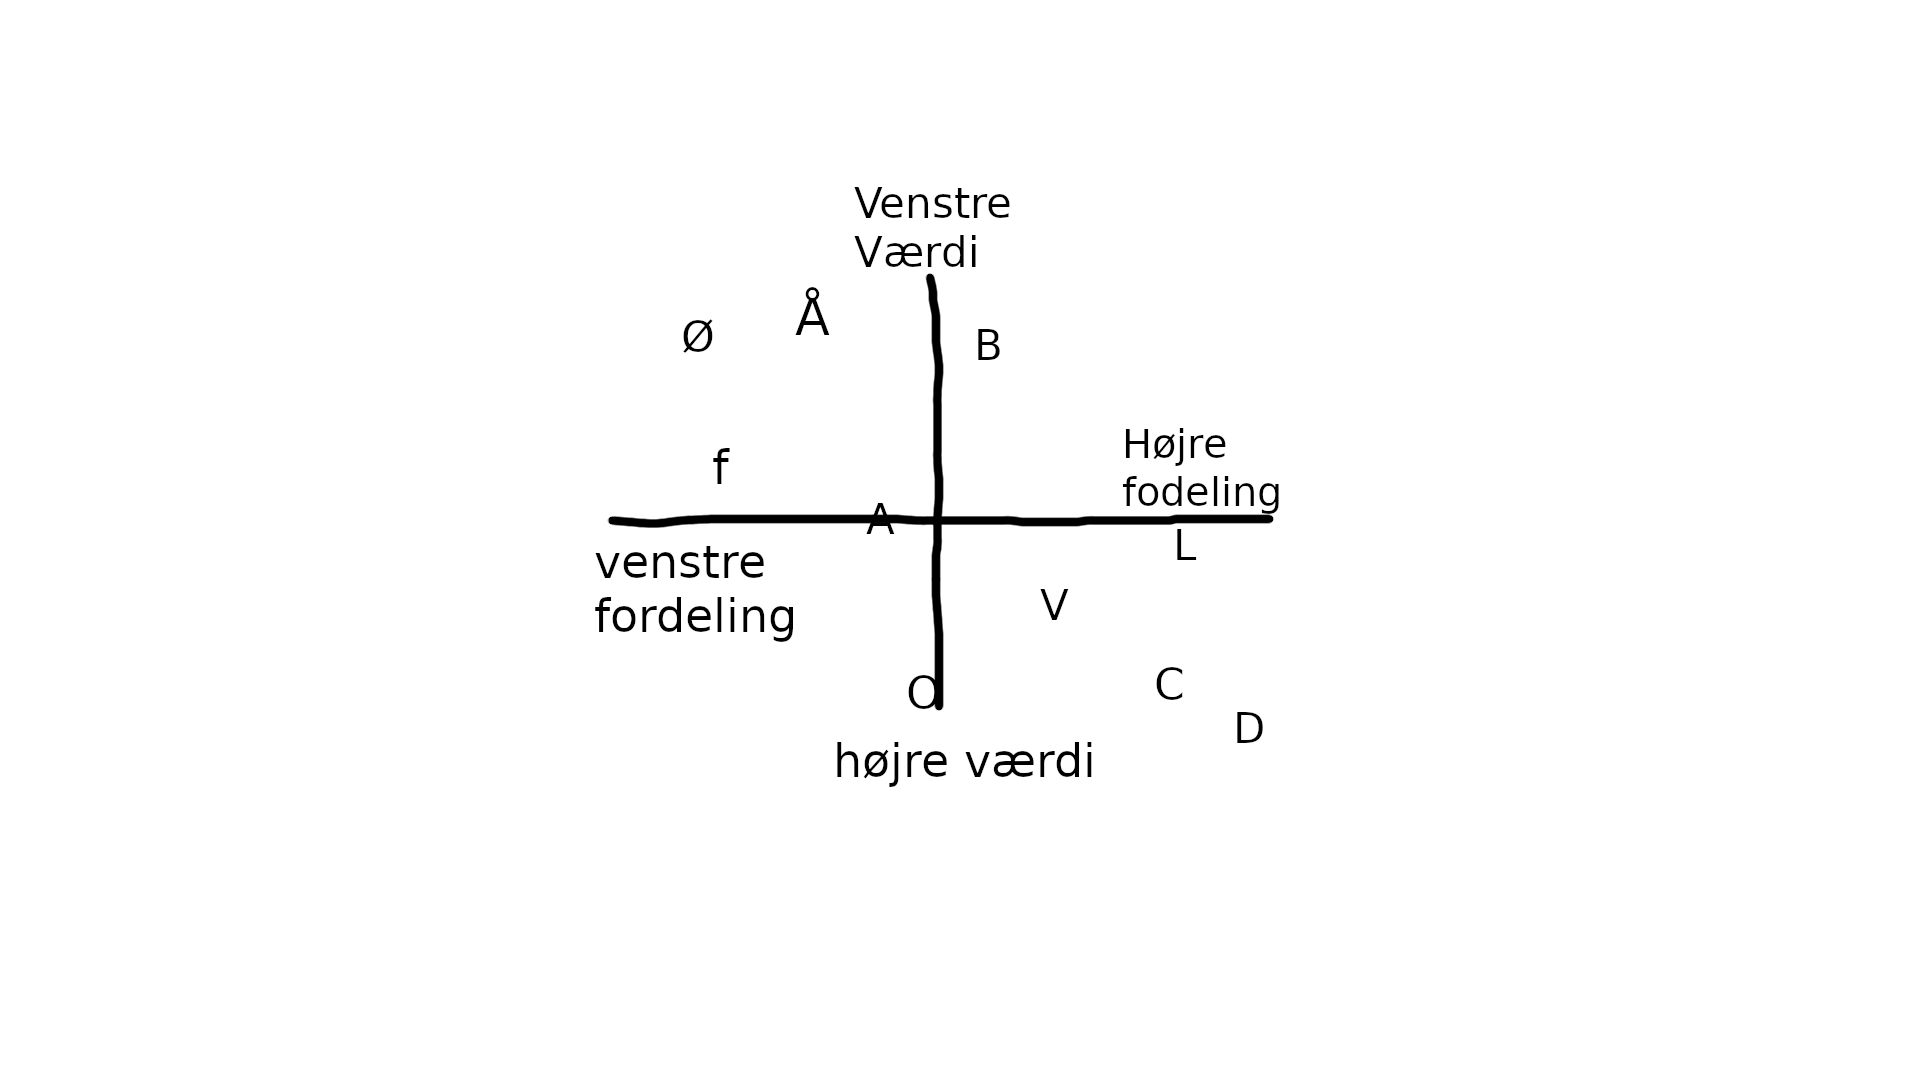 Venstre
Værdi
Å
Ø
B
Højre
f
fodeling
A
L
venstre
V
fordeling
O
C
D
højre værdi